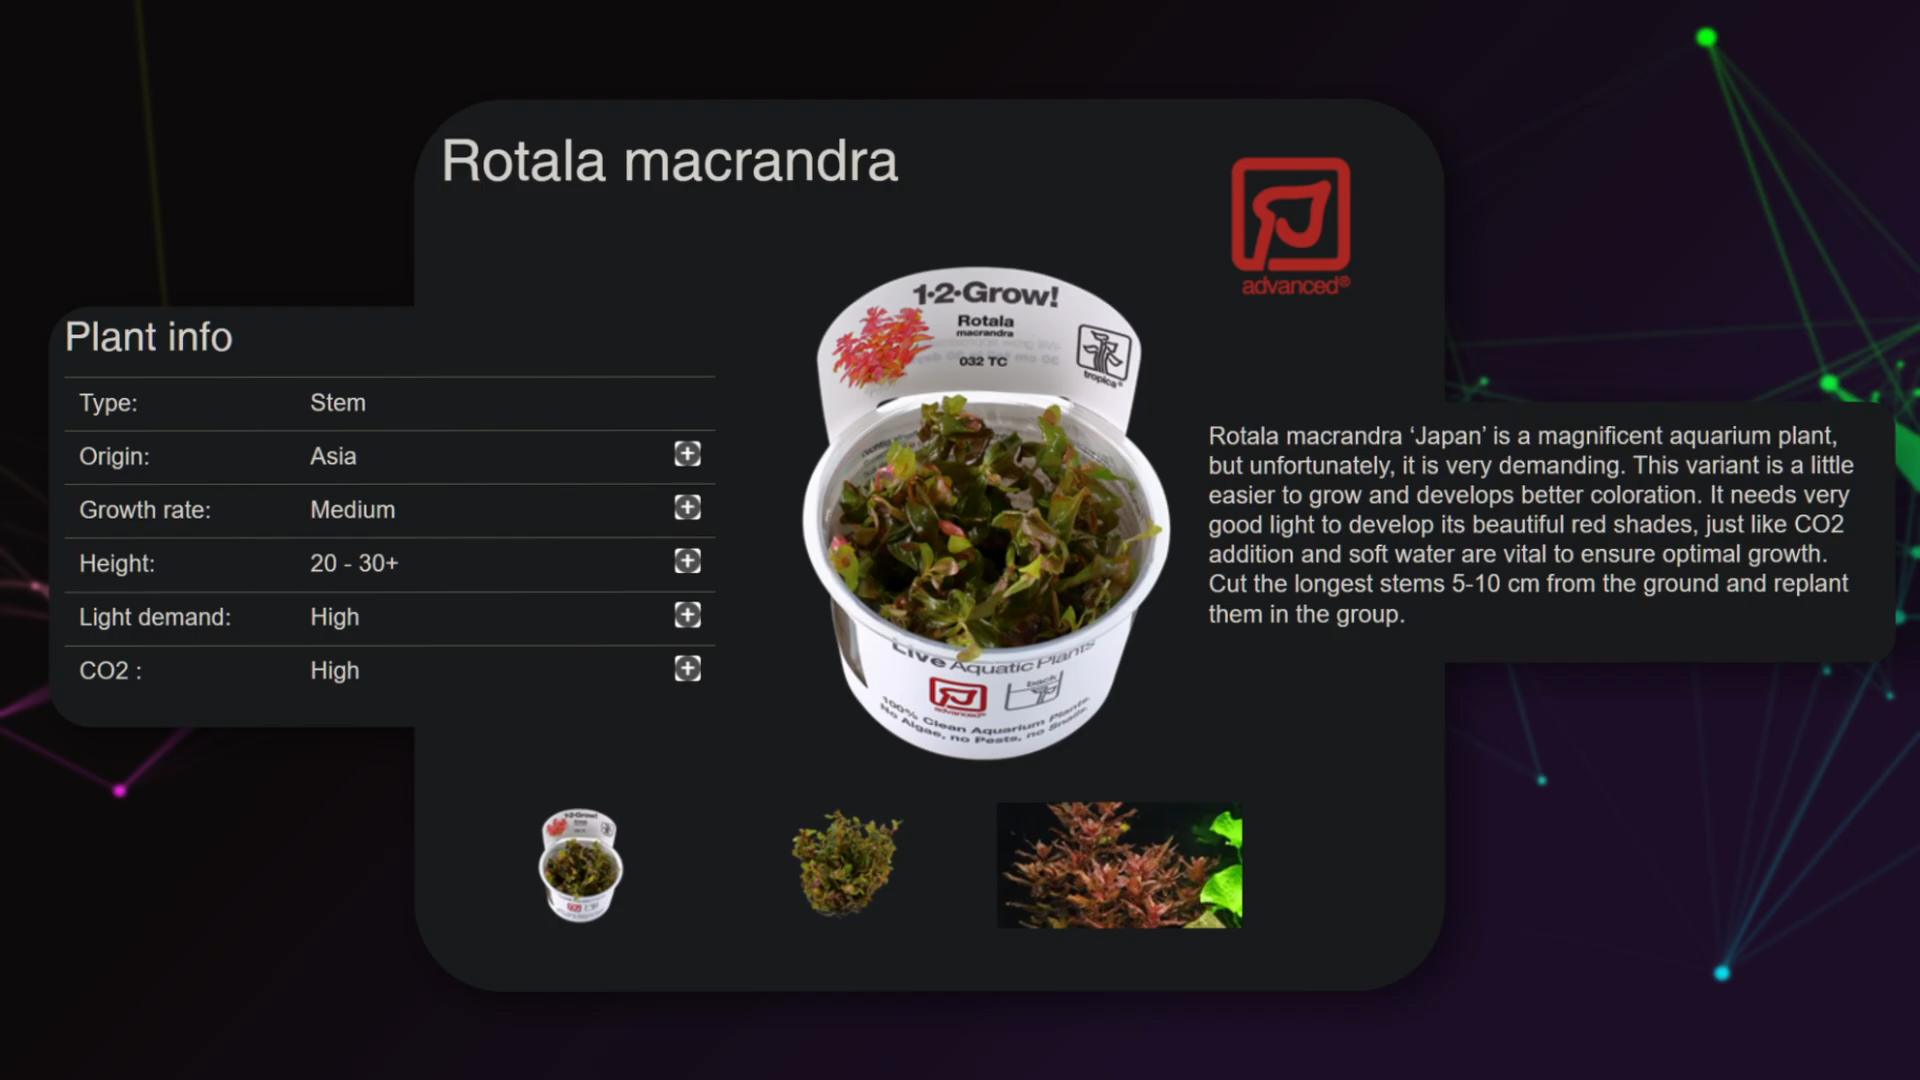 Rotala macrandra
advanced®
Plant info
Type: Stem
Origin: Asia
Growth rate: Medium
Height: 20 - 30+
Light demand: High
CO2 : High
1·2·Grow!
Rotala
macrandra
032 TC
tropica®
Live Aquatic Plants
advanced®
back
100% Clean Aquarium Plants.
No Algae, no Pests, no Snails.
Rotala macrandra ‘Japan’ is a magnificent aquarium plant,
but unfortunately, it is very demanding. This variant is a little
easier to grow and develops better coloration. It needs very
good light to develop its beautiful red shades, just like CO2
addition and soft water are vital to ensure optimal growth.
Cut the longest stems 5-10 cm from the ground and replant
them in the group.
1·2·Grow!